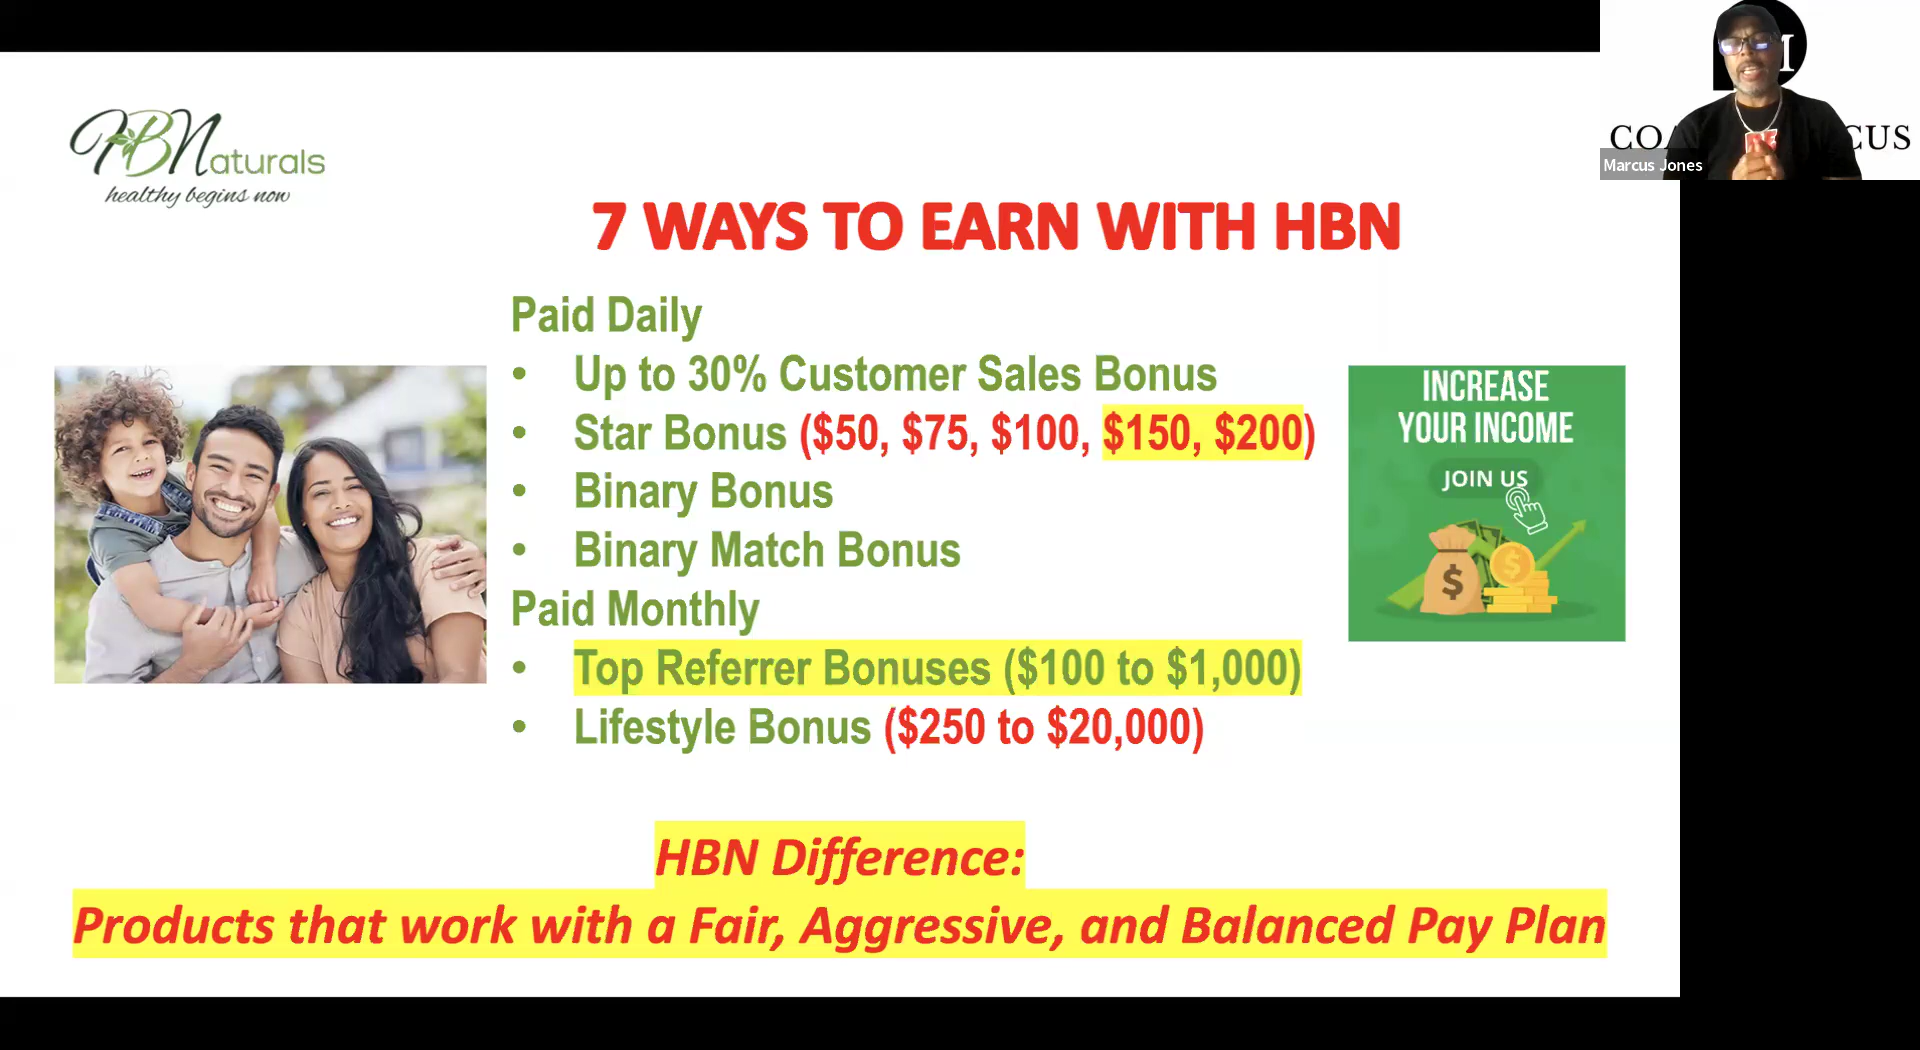 HBNaturals
healthy begins now
7 WAYS TO EARN WITH HBN
Paid Daily
• Up to 30% Customer Sales Bonus
• Star Bonus ($50, $75, $100, $150, $200)
• Binary Bonus
• Binary Match Bonus
Paid Monthly
• Top Referrer Bonuses ($100 to $1,000)
• Lifestyle Bonus ($250 to $20,000)
INCREASE
YOUR INCOME
JOIN US
$ $
HBN Difference:
Products that work with a Fair, Aggressive, and Balanced Pay Plan
Marcus Jones